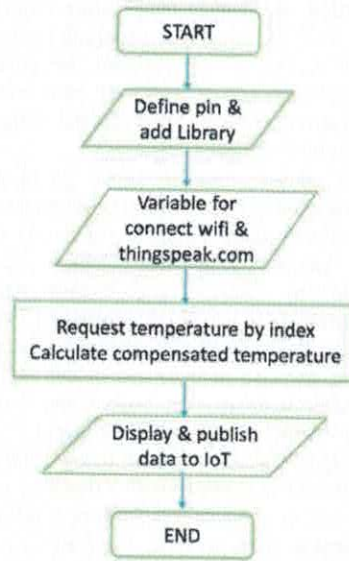 START
Define pin &
add Library
Variable for
connect wifi &
thingspeak.com
Request temperature by index
Calculate compensated temperature
Display & publish
data to IoT
END